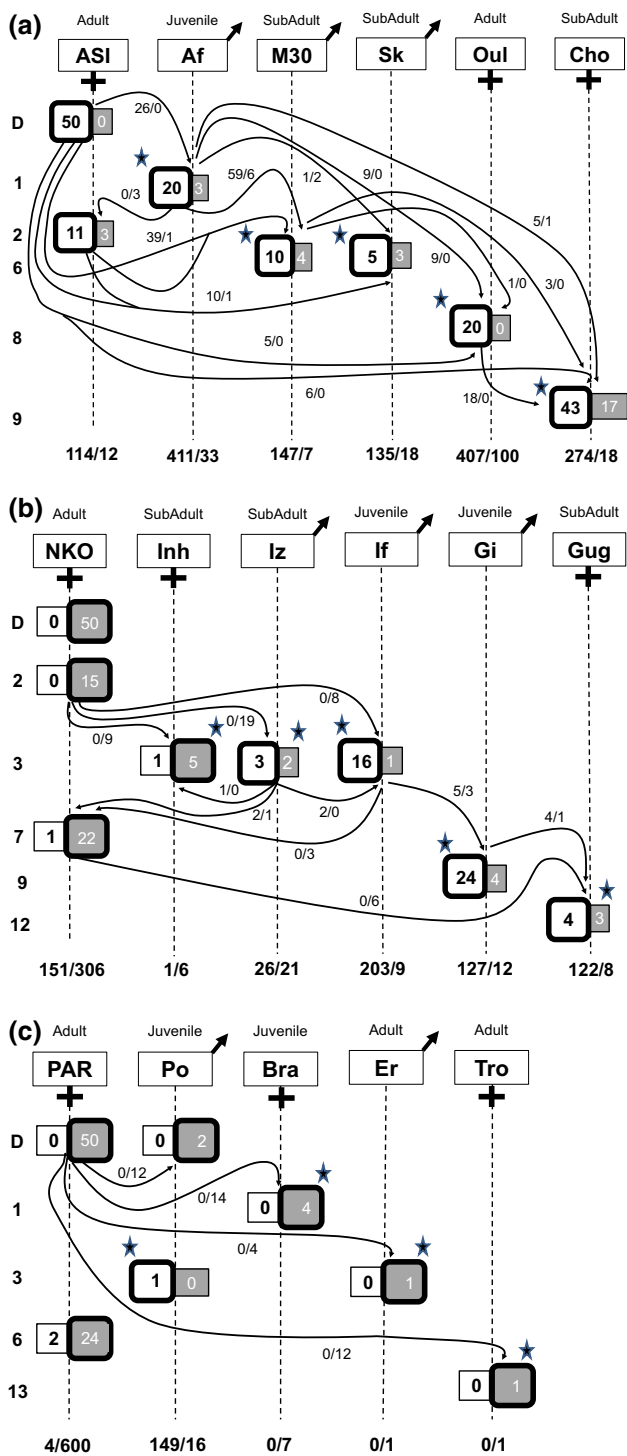 (a)
Adult Juvenile SubAdult SubAdult Adult SubAdult
ASI Af M30 Sk Oul Cho
D 50 0 26/0
1 20 3 0/3 59/6 1/2 9/0 5/1
2 11 3 39/1 10 4 5 3 9/0 1/0 3/0
6 10/1
8 5/0 20 0
6/0 18/0
9 43 17
114/12 411/33 147/7 135/18 407/100 274/18
(b)
Adult SubAdult SubAdult Juvenile Juvenile SubAdult
NKO Inh Iz If Gi Gug
D 0 50
2 0 15
0/9 0/19 0/8
3 1 5 3 2 16 1
1/0 2/1 2/0 5/3
7 1 22 0/3 4/1
9 0/6 24 4
12 4 3
151/306 1/6 26/21 203/9 127/12 122/8
(c)
Adult Juvenile Juvenile Adult Adult
PAR Po Bra Er Tro
D 0 50 0 2
0/12 0/14
1 0 4
0/4
3 1 0 0 1
6 2 24 0/12
13 0 1
4/600 149/16 0/7 0/1 0/1